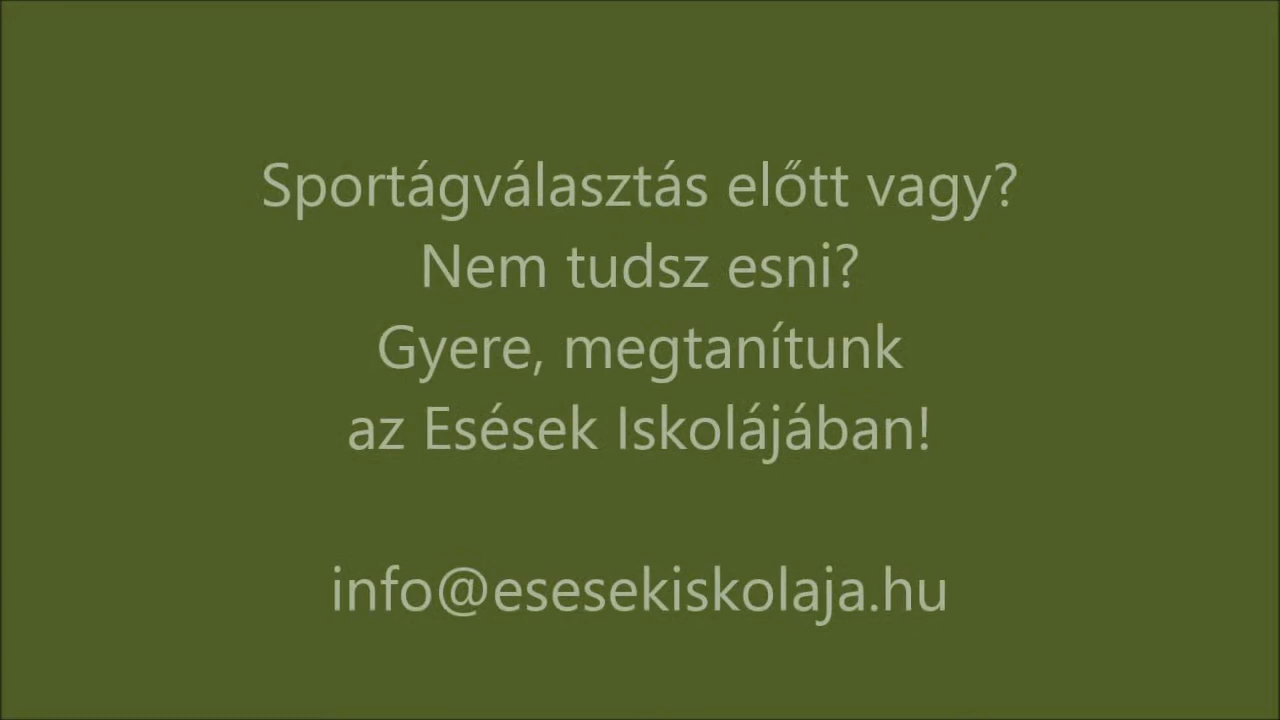 Sportágválasztás előtt vagy?
Nem tudsz esni?
Gyere, megtanítunk
az Esések Iskolájában!
info@esesekiskolaja.hu